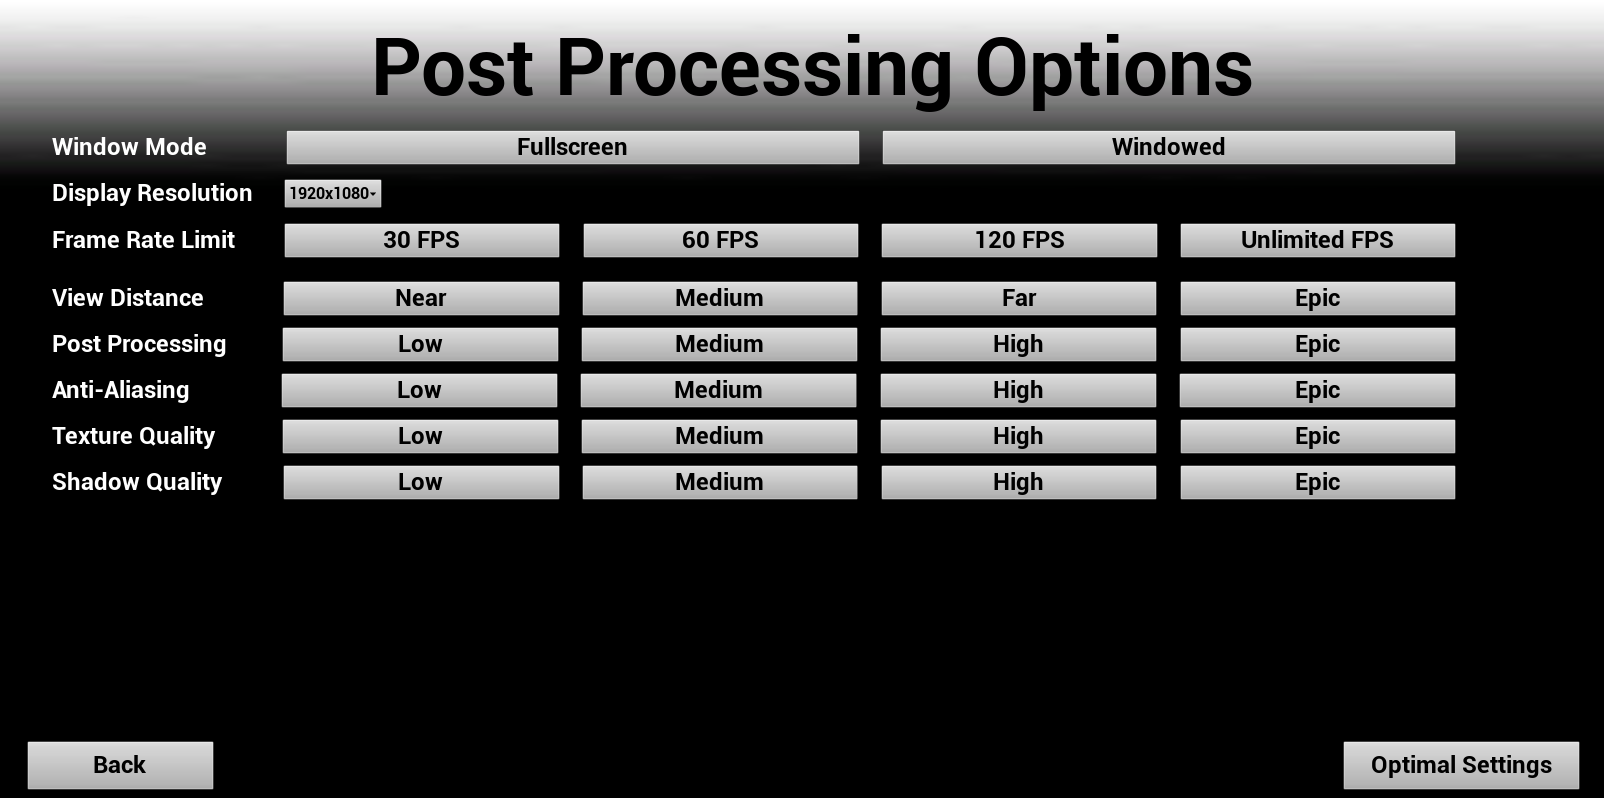 Post Processing Options
Window Mode Fullscreen Windowed
Display Resolution 1920x1080
Frame Rate Limit 30 FPS 60 FPS 120 FPS Unlimited FPS
View Distance Near Medium Far Epic
Post Processing Low Medium High Epic
Anti-Aliasing Low Medium High Epic
Texture Quality Low Medium High Epic
Shadow Quality Low Medium High Epic
Back Optimal Settings